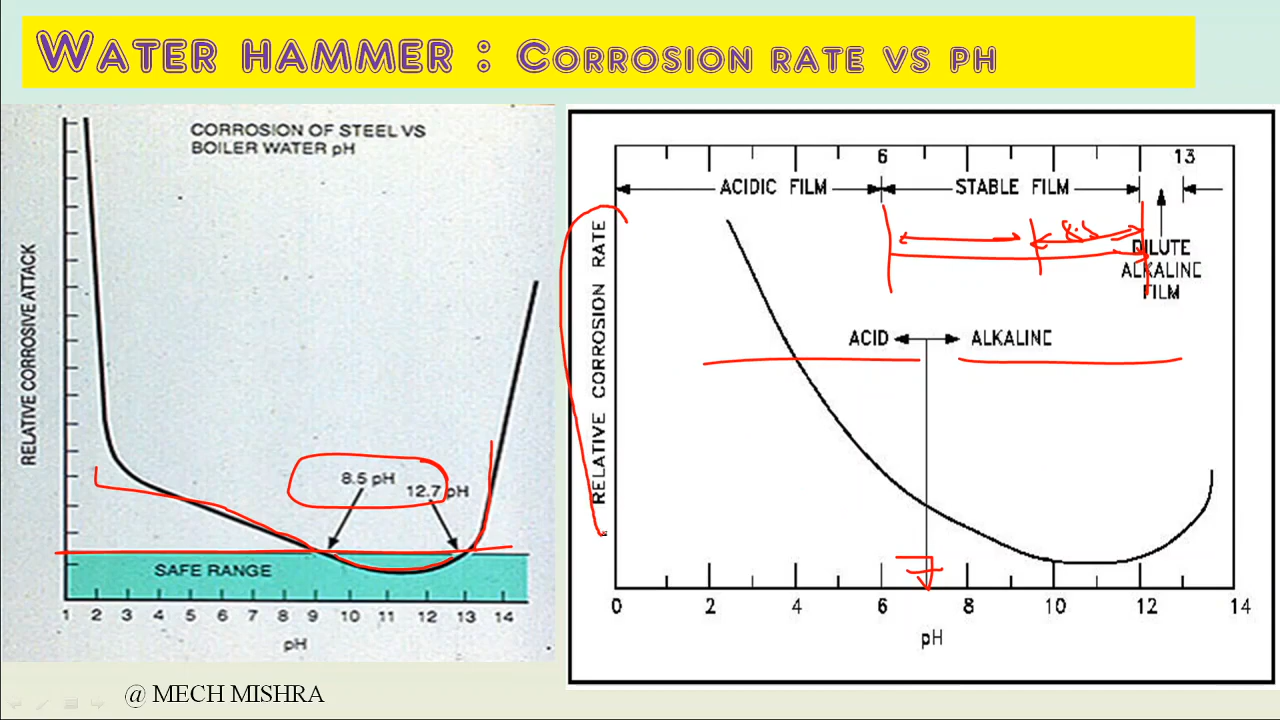 WATER HAMMER : CORROSION RATE VS PH
CORROSION OF STEEL VS
BOILER WATER pH
RELATIVE CORROSIVE ATTACK
8.5 pH
12.7 pH
SAFE RANGE
1 2 3 4 5 6 7 8 9 10 11 12 13 14
pH
6 13
ACIDIC FILM STABLE FILM
DILUTE
ALKALINE
FILM
RELATIVE CORROSION RATE
ACID ALKALINE
7
0 2 4 6 8 10 12 14
pH
@ MECH MISHRA